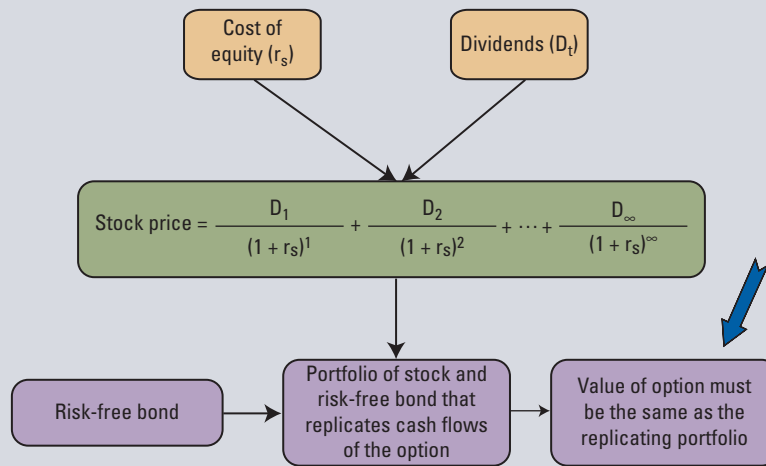 Cost of
equity (rₛ)
Dividends (Dₜ)
Stock price = D₁ / (1 + rₛ)¹ + D₂ / (1 + rₛ)² + ⋯ + D∞ / (1 + rₛ)^∞
Risk-free bond
Portfolio of stock and
risk-free bond that
replicates cash flows
of the option
Value of option must
be the same as the
replicating portfolio